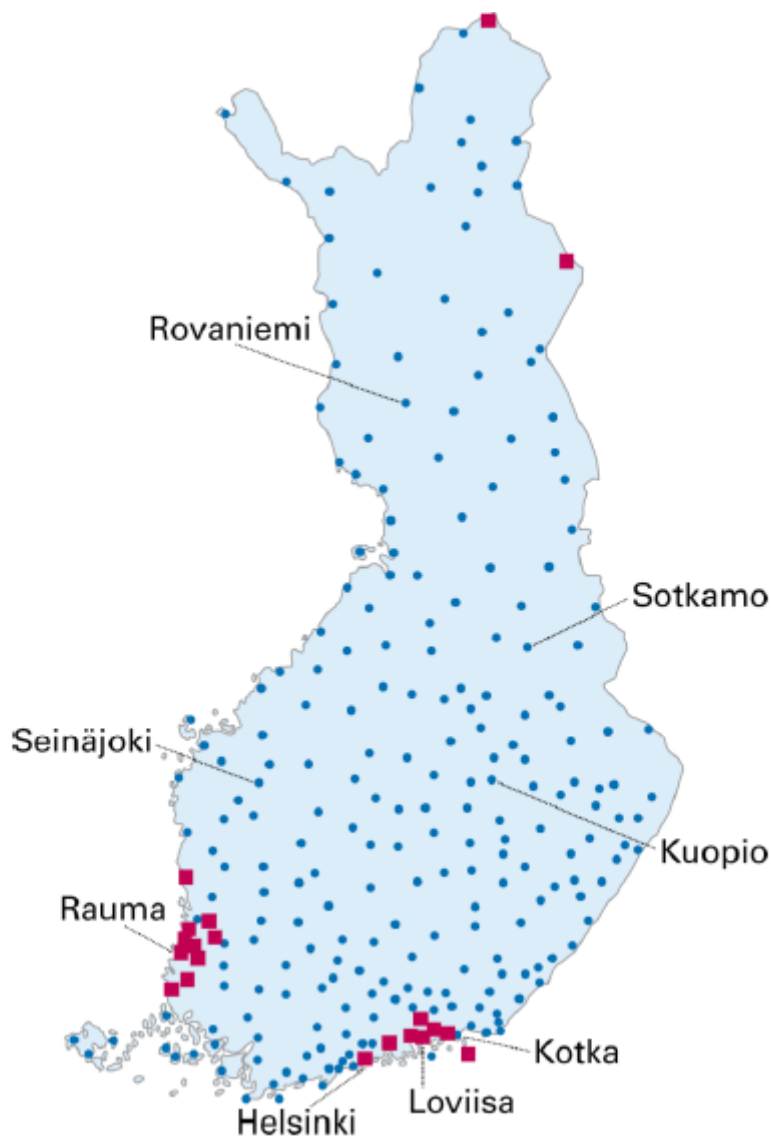 Rovaniemi
Sotkamo
Seinäjoki
Kuopio
Rauma
Kotka
Loviisa
Helsinki